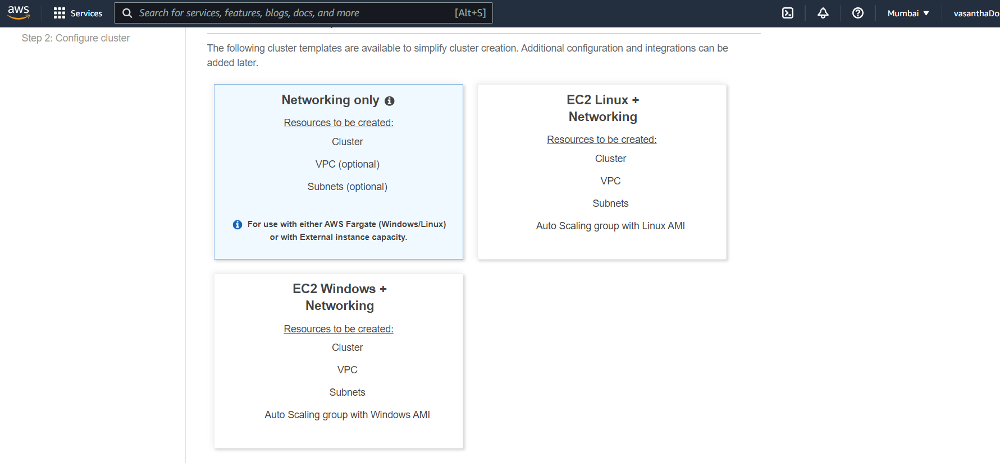 aws
Services
Search for services, features, blogs, docs, and more
[Alt+S]
Mumbai
vasanthaDo
Step 2: Configure cluster
The following cluster templates are available to simplify cluster creation. Additional configuration and integrations can be
added later.
Networking only
Resources to be created:
Cluster
VPC (optional)
Subnets (optional)
For use with either AWS Fargate (Windows/Linux)
or with External instance capacity.
EC2 Linux +
Networking
Resources to be created:
Cluster
VPC
Subnets
Auto Scaling group with Linux AMI
EC2 Windows +
Networking
Resources to be created:
Cluster
VPC
Subnets
Auto Scaling group with Windows AMI